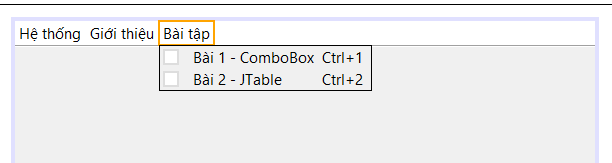 Hệ thống Giới thiệu Bài tập
Bài 1 - ComboBox Ctrl+1
Bài 2 - JTable Ctrl+2